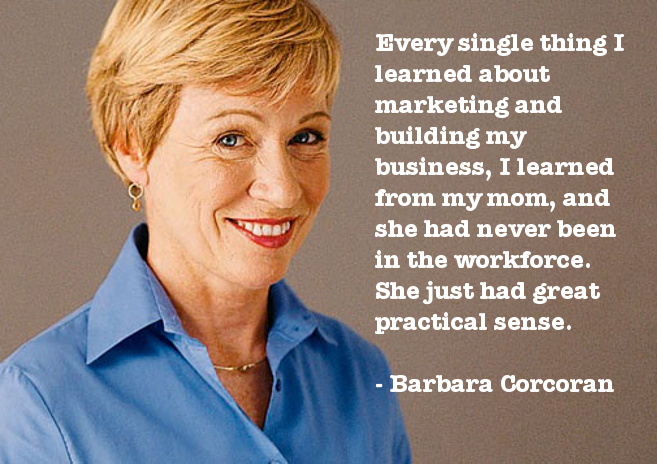 Every single thing I
learned about
marketing and
building my
business, I learned
from my mom, and
she had never been
in the workforce.
She just had great
practical sense.
- Barbara Corcoran